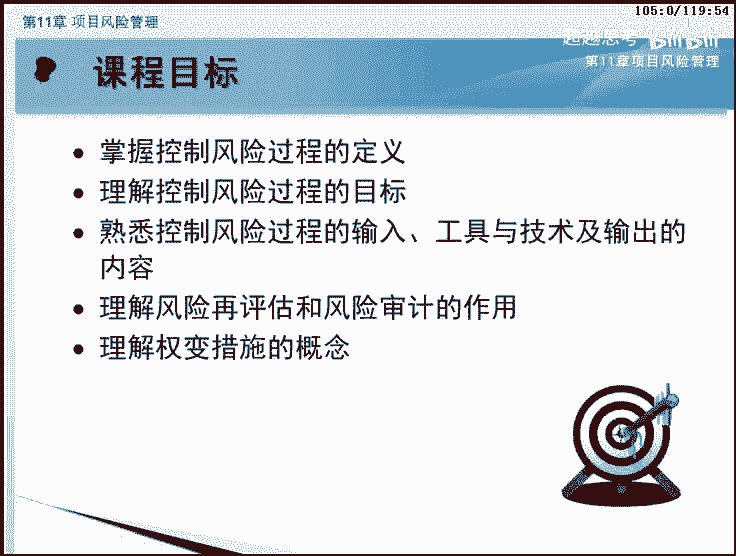 105:0/119:54
第11章 项目风险管理
超越思考 bilibili
第11章项目风险管理
课程目标
掌握控制风险过程的定义
理解控制风险过程的目标
熟悉控制风险过程的输入、工具与技术及输出的
内容
理解风险再评估和风险审计的作用
理解权变措施的概念